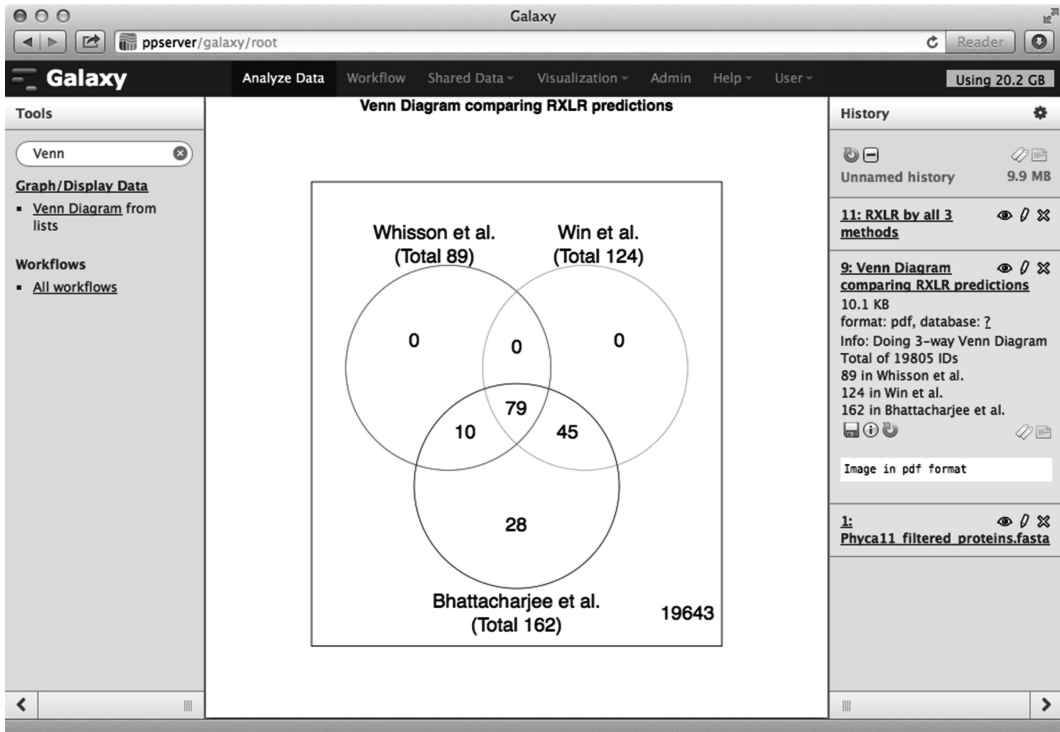 Galaxy
ppserver/galaxy/root
Reader
Galaxy
Analyze Data
Workflow
Shared Data
Visualization
Admin
Help
User
Using 20.2 GB
Tools
Venn
Graph/Display Data
Venn Diagram from
lists
Workflows
All workflows
Venn Diagram comparing RXLR predictions
Whisson et al.
(Total 89)
Win et al.
(Total 124)
0
0
0
79
10
45
28
Bhattacharjee et al.
(Total 162)
19643
History
Unnamed history
9.9 MB
11: RXLR by all 3
methods
9: Venn Diagram
comparing RXLR predictions
10.1 KB
format: pdf, database: ?
Info: Doing 3-way Venn Diagram
Total of 19805 IDs
89 in Whisson et al.
124 in Win et al.
162 in Bhattacharjee et al.
Image in pdf format
1:
Phyca11_filtered_proteins.fasta